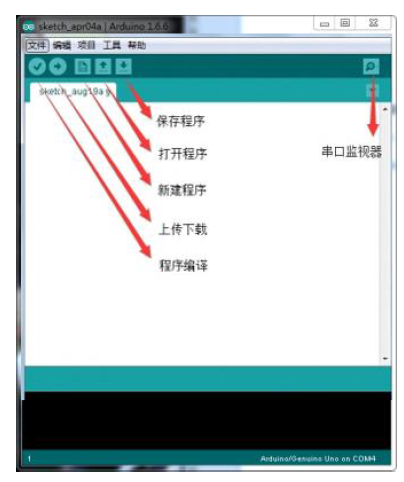 sketch_apr04a | Arduino 1.6.6
文件 编辑 项目 工具 帮助
sketch_aug19a g
保存程序
打开程序
串口监视器
新建程序
上传下载
程序编译
1
Arduino/Genuino Uno on COM4